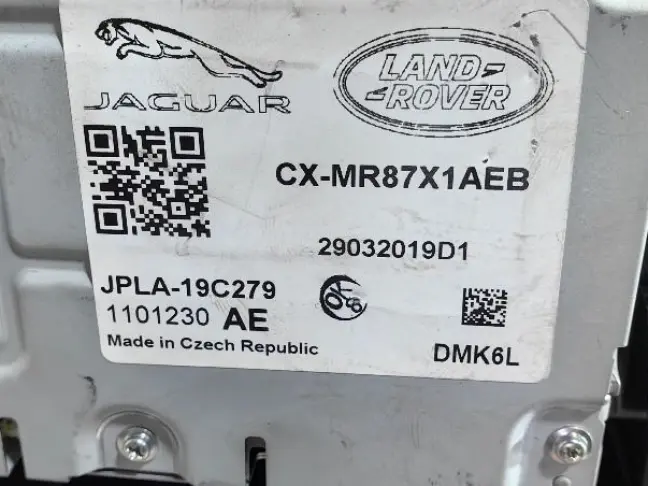 JAGUAR
LAND-
-ROVER
CX-MR87X1AEB
29032019D1
JPLA-19C279
1101230 AE
Made in Czech Republic
DMK6L